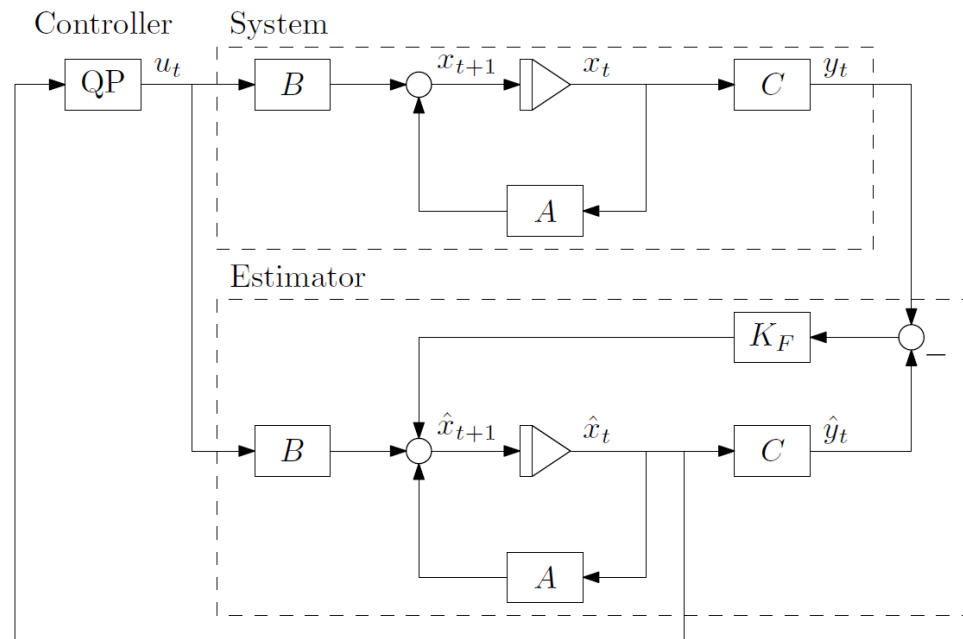 Controller
System
QP
u_t
B
x_{t+1}
x_t
C
y_t
A
Estimator
K_F
−
B
x̂_{t+1}
x̂_t
C
ŷ_t
A